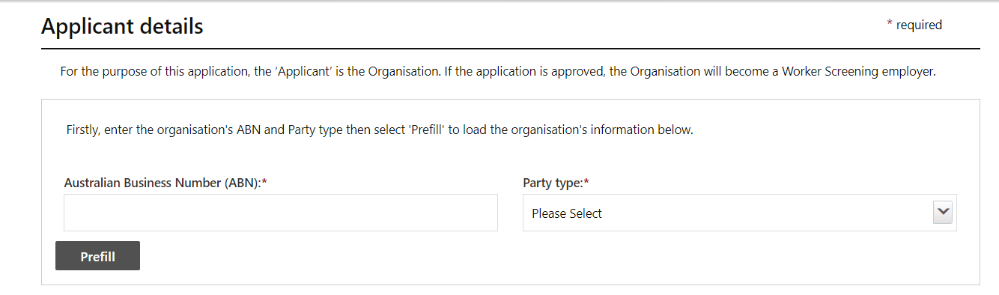 Applicant details
* required
For the purpose of this application, the ‘Applicant’ is the Organisation. If the application is approved, the Organisation will become a Worker Screening employer.
Firstly, enter the organisation's ABN and Party type then select 'Prefill' to load the organisation's information below.
Australian Business Number (ABN):*
Party type:*
Please Select
Prefill